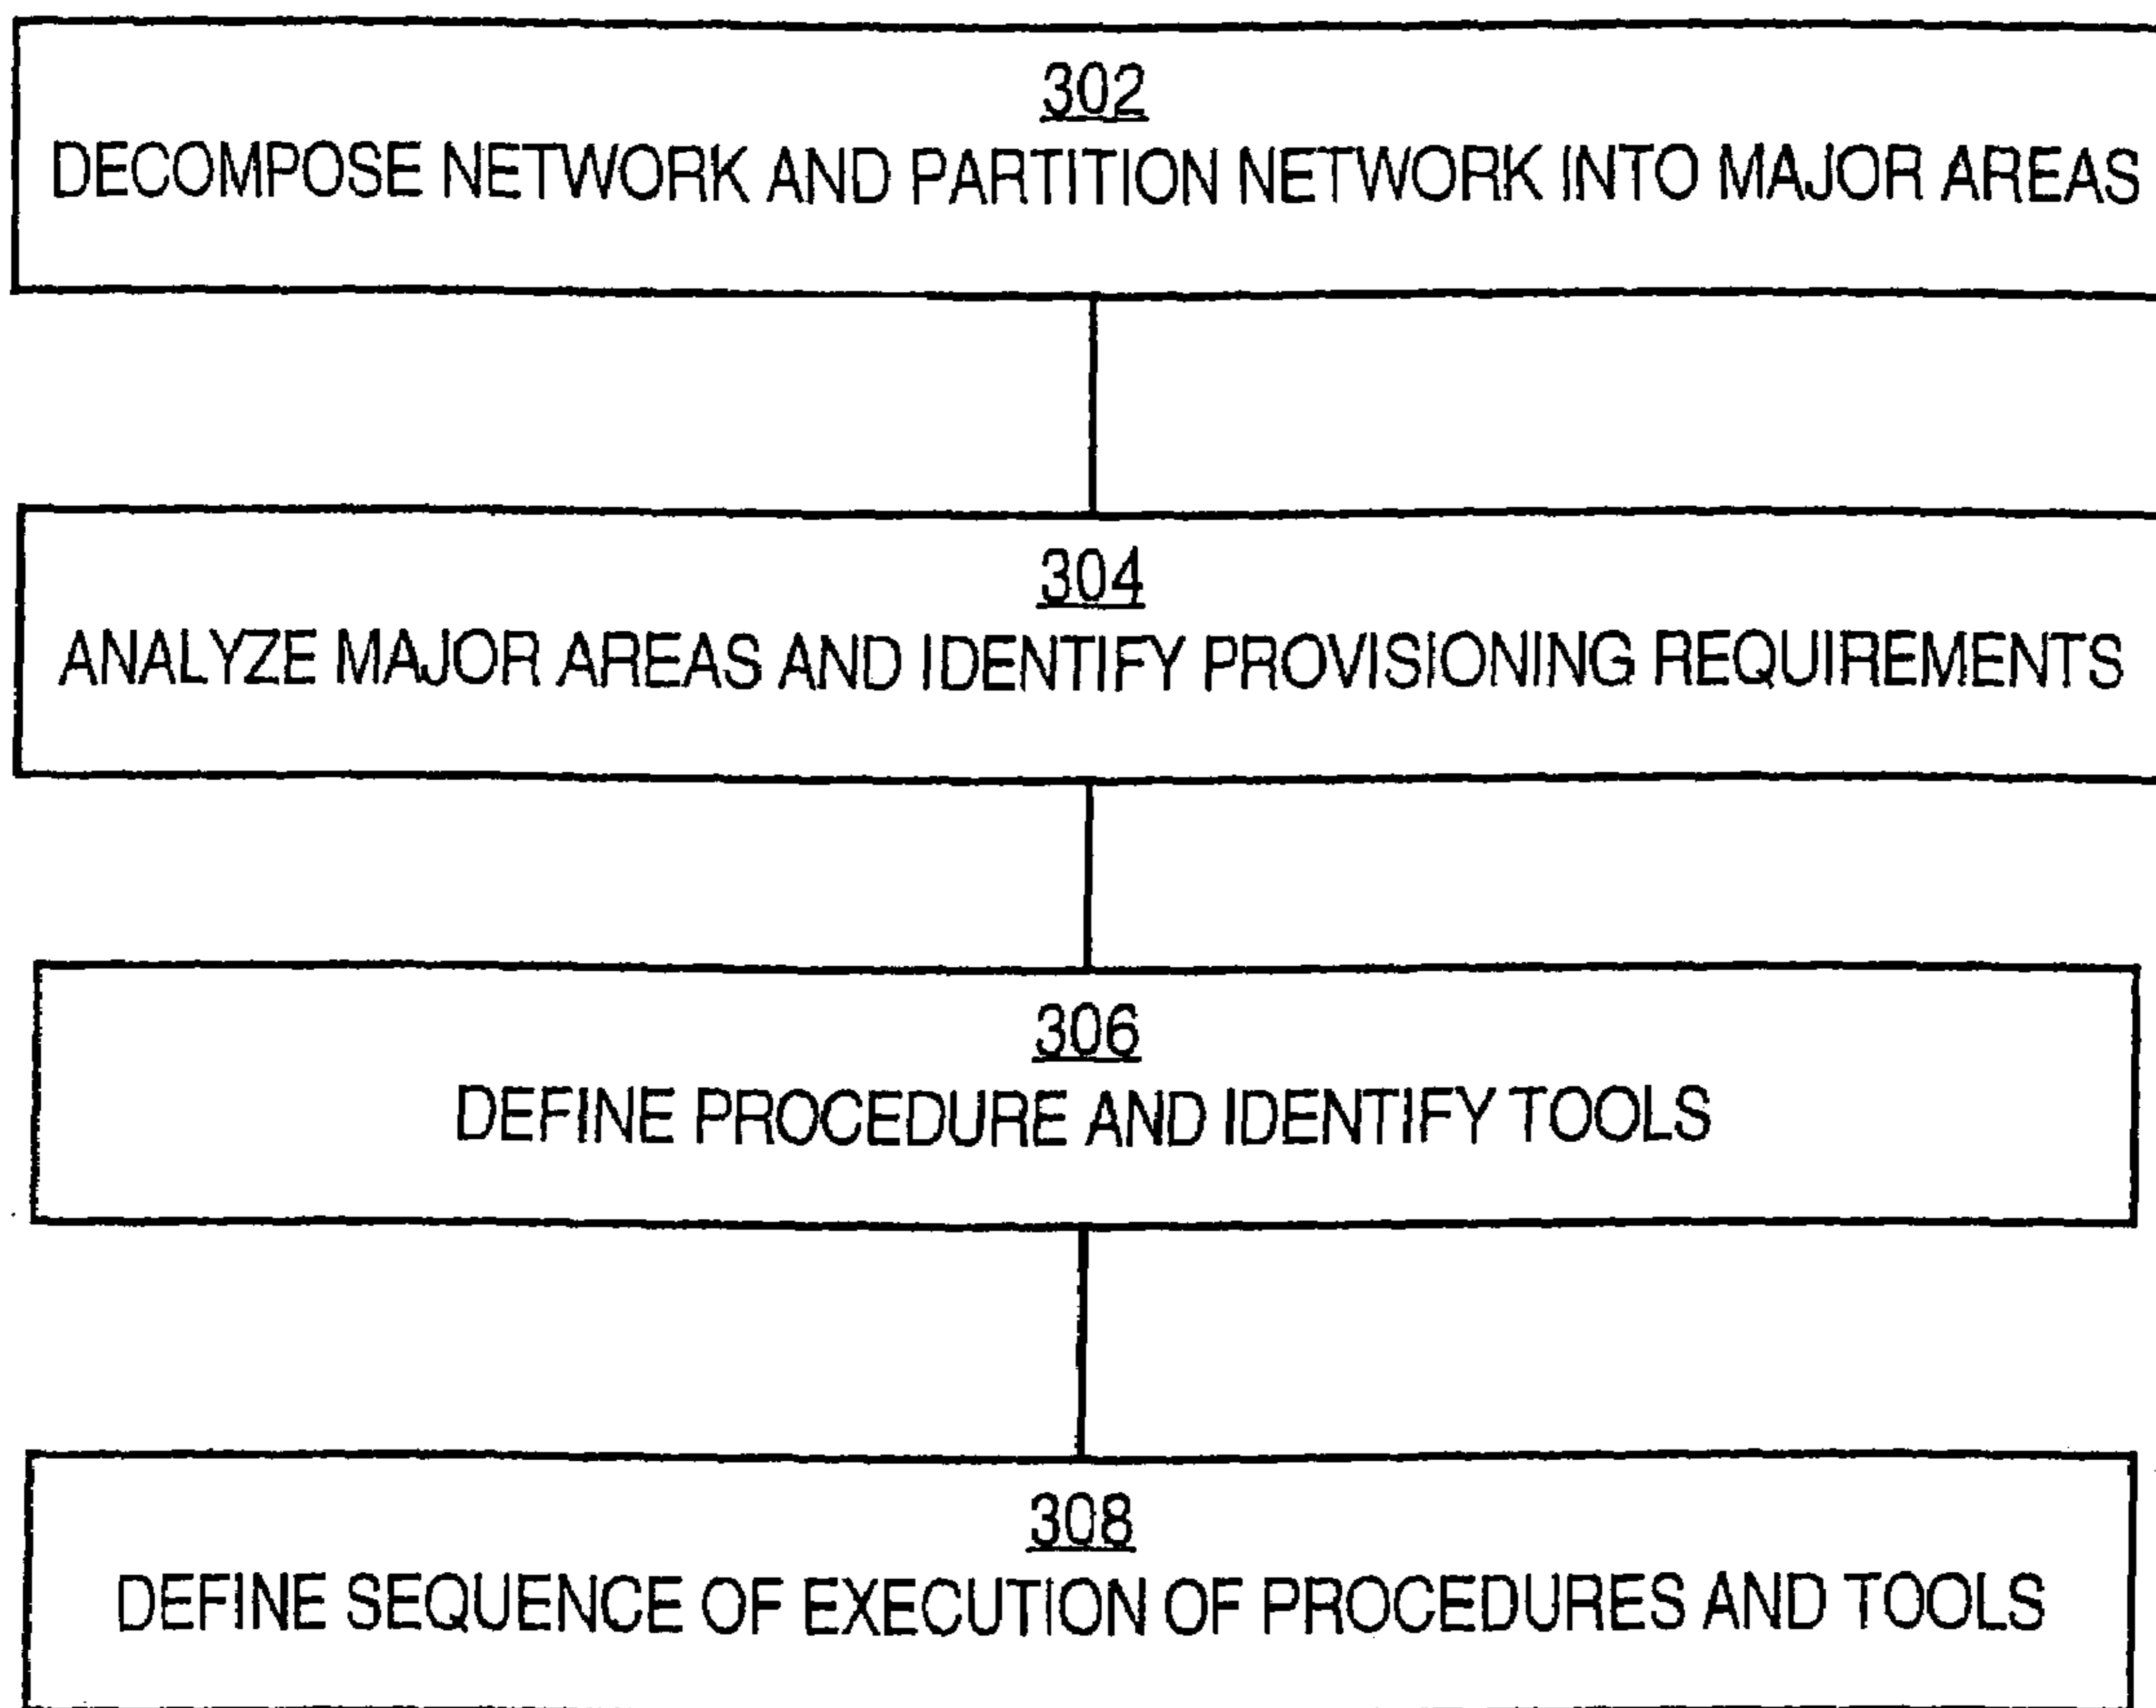 302
DECOMPOSE NETWORK AND PARTITION NETWORK INTO MAJOR AREAS
304
ANALYZE MAJOR AREAS AND IDENTIFY PROVISIONING REQUIREMENTS
306
DEFINE PROCEDURE AND IDENTIFY TOOLS
308
DEFINE SEQUENCE OF EXECUTION OF PROCEDURES AND TOOLS